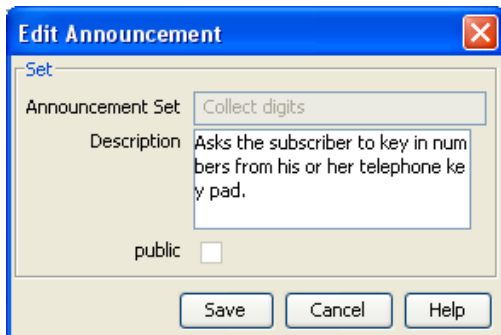 Edit Announcement
Set
Announcement Set Collect digits
Description Asks the subscriber to key in num
bers from his or her telephone ke
y pad.
public
Save Cancel Help